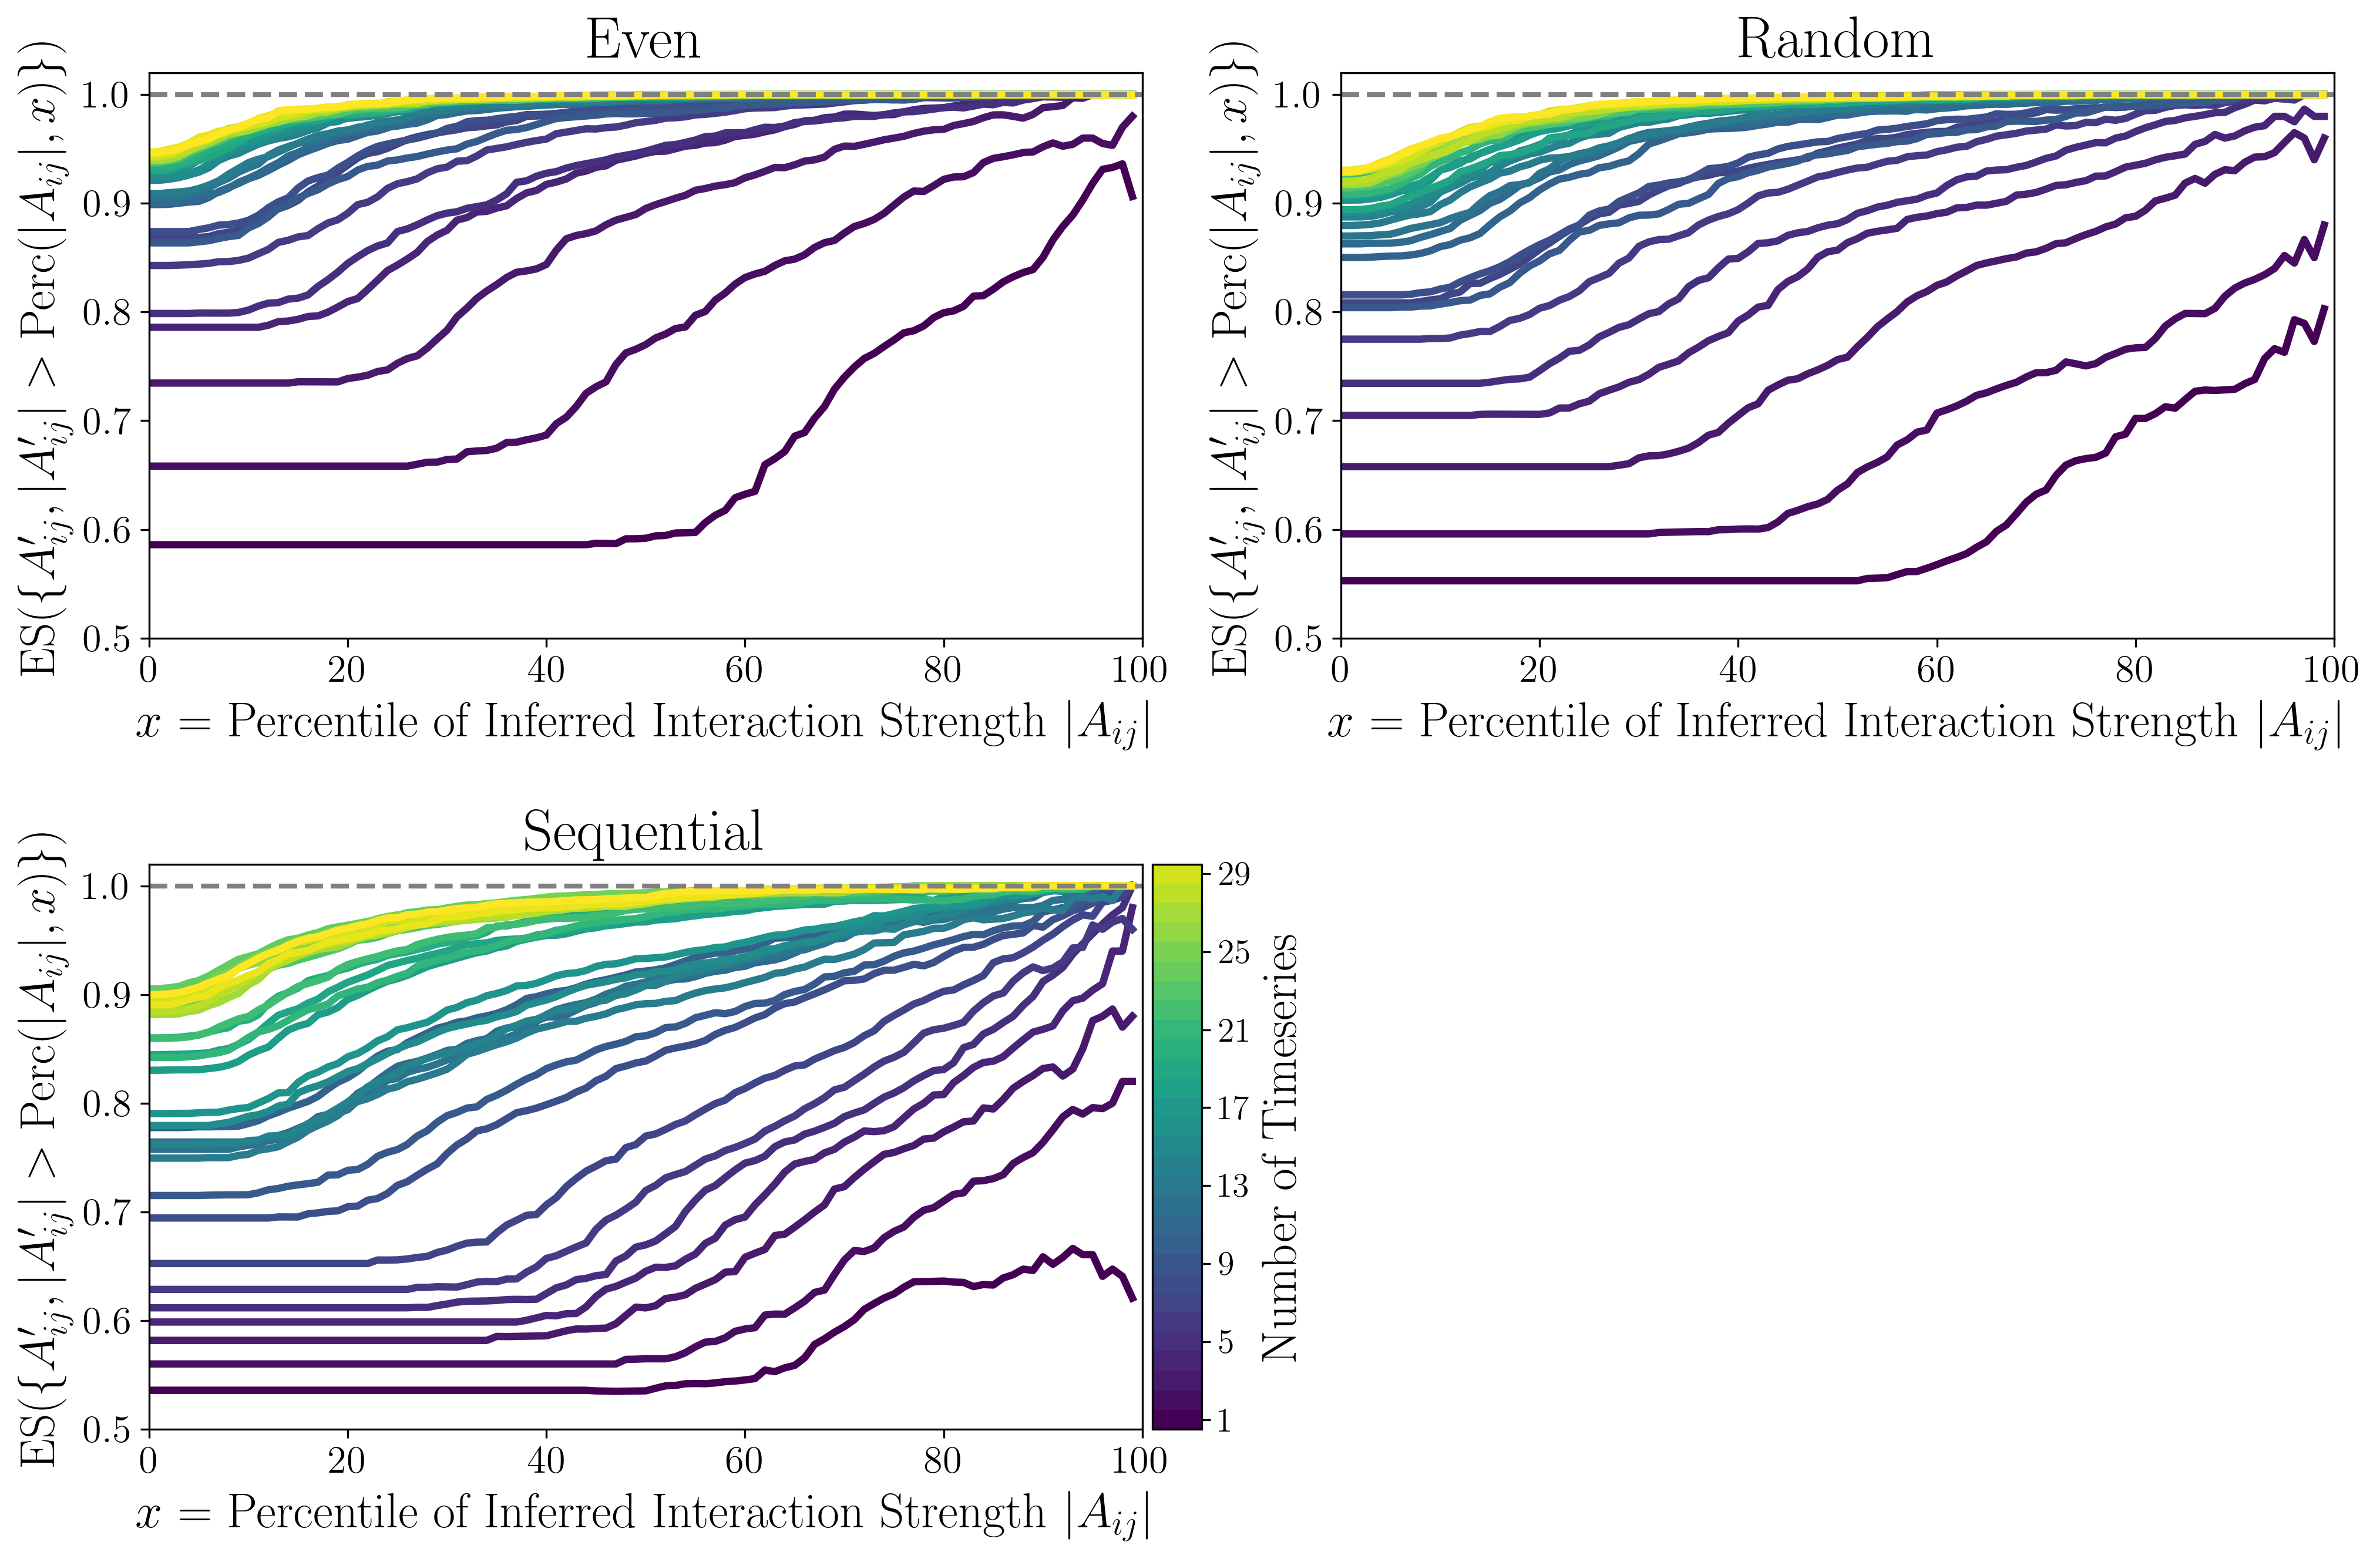 Even
ES({A′ij, |A′ij| > Perc(|Aij|, x)})
1.0
0.9
0.8
0.7
0.6
0.5
0 20 40 60 80 100
x = Percentile of Inferred Interaction Strength |Aij|
Random
ES({A′ij, |A′ij| > Perc(|Aij|, x)})
1.0
0.9
0.8
0.7
0.6
0.5
0 20 40 60 80 100
x = Percentile of Inferred Interaction Strength |Aij|
Sequential
ES({A′ij, |A′ij| > Perc(|Aij|, x)})
1.0
0.9
0.8
0.7
0.6
0.5
0 20 40 60 80 100
x = Percentile of Inferred Interaction Strength |Aij|
29
25
21
17
13
9
5
1
Number of Timeseries